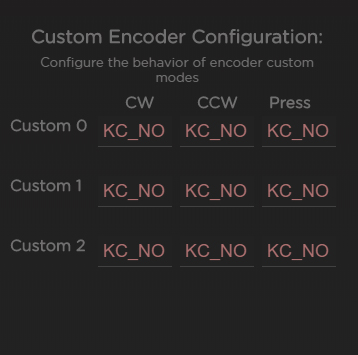 Custom Encoder Configuration:
Configure the behavior of encoder custom
modes
CW CCW Press
Custom 0 KC_NO KC_NO KC_NO
Custom 1 KC_NO KC_NO KC_NO
Custom 2 KC_NO KC_NO KC_NO